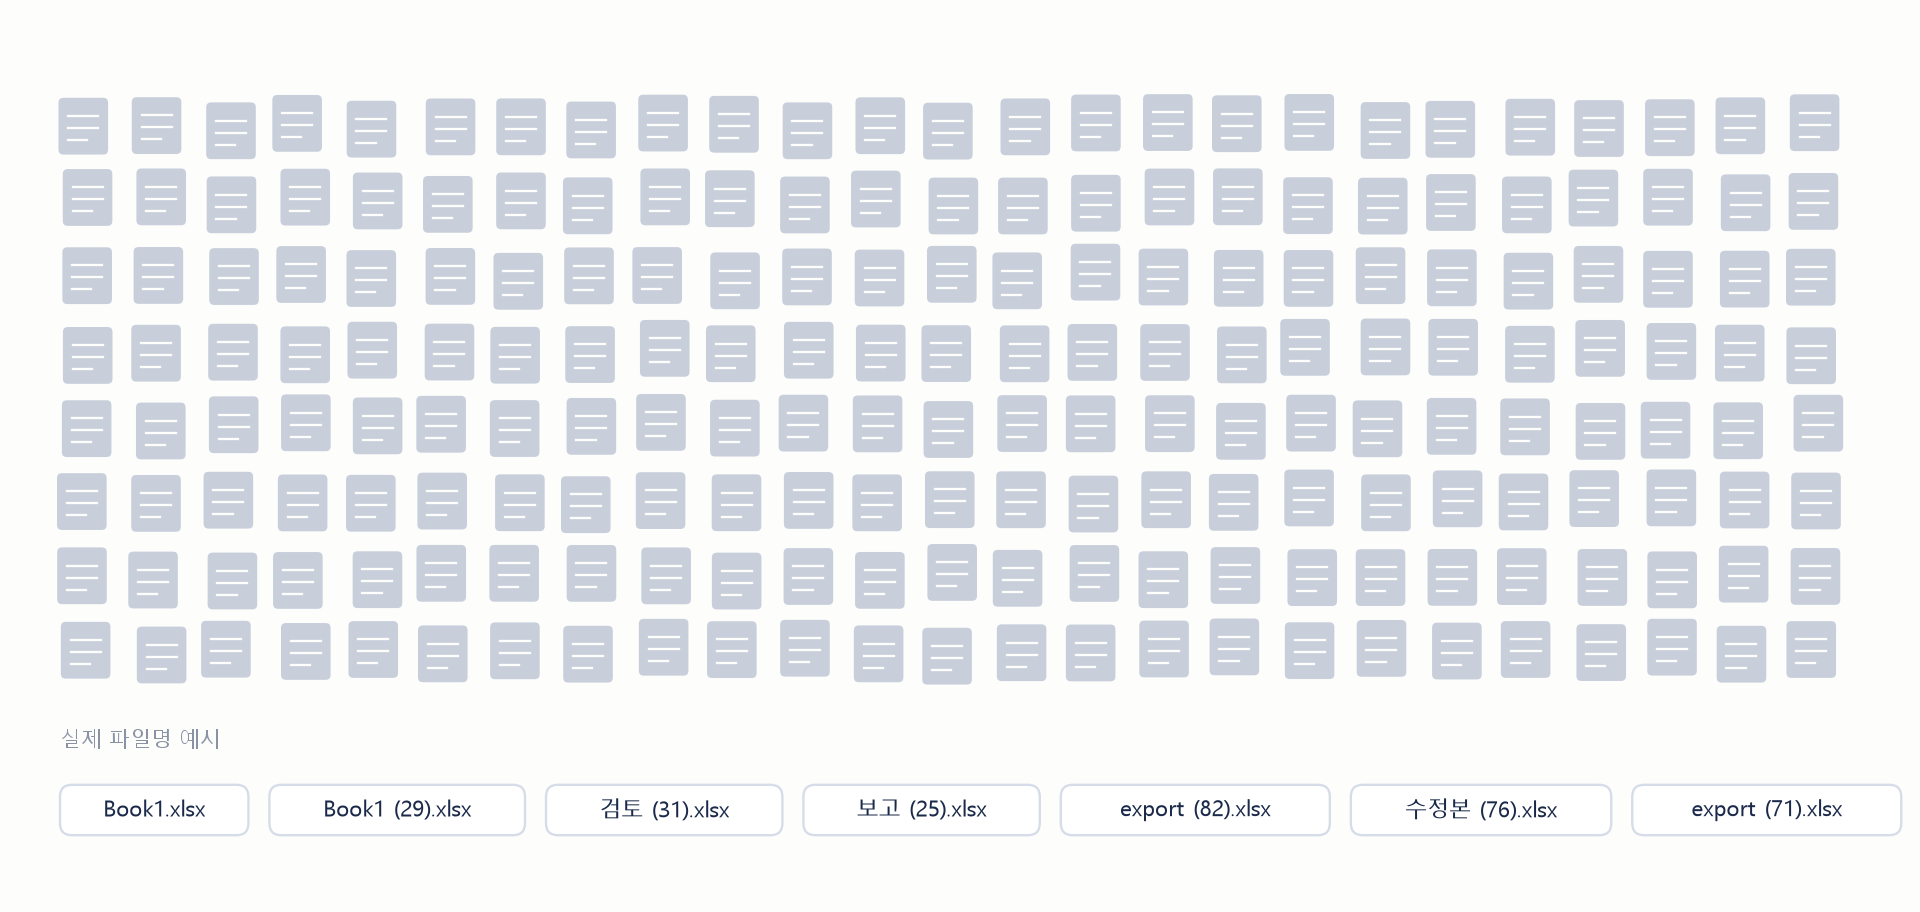 실제 파일명 예시
Book1.xlsx
Book1 (29).xlsx
검토 (31).xlsx
보고 (25).xlsx
export (82).xlsx
수정본 (76).xlsx
export (71).xlsx